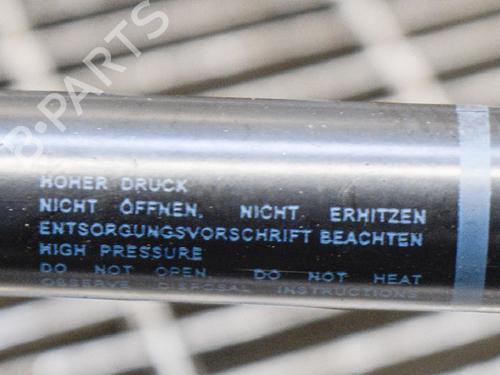 HOHER DRUCK
NICHT ÖFFNEN. NICHT ERHITZEN
ENTSORGUNGSVORSCHRIFT BEACHTEN
HIGH PRESSURE
DO NOT OPEN. DO NOT HEAT
OBSERVE DISPOSAL INSTRUCTIONS